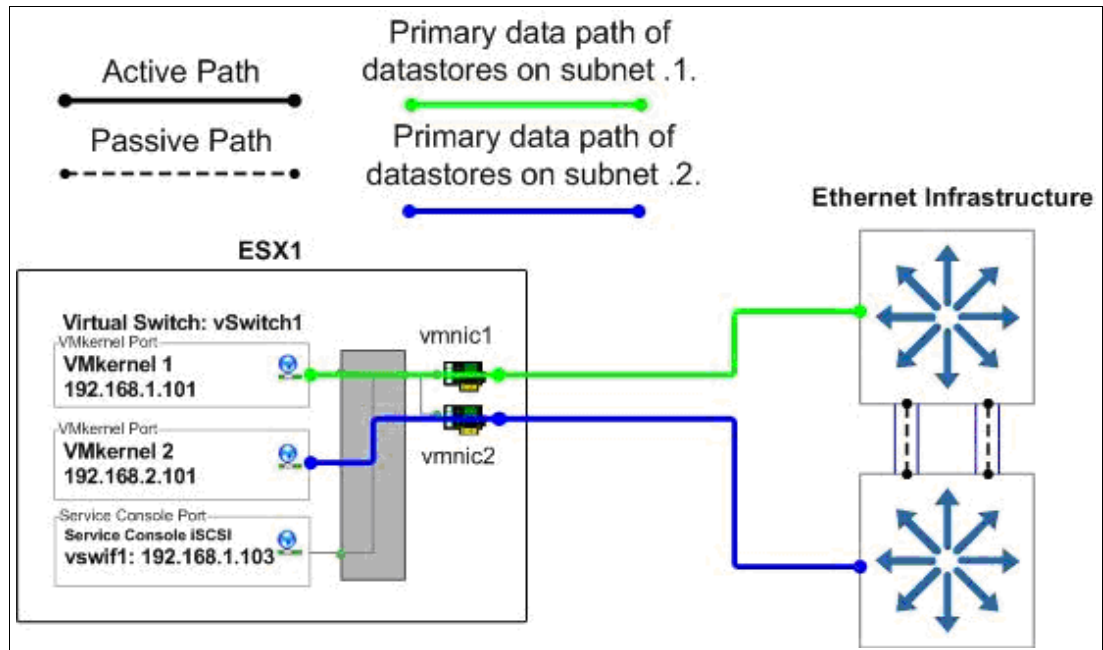 Active Path
Passive Path
Primary data path of
datastores on subnet .1.
Primary data path of
datastores on subnet .2.
Ethernet Infrastructure
ESX1
Virtual Switch: vSwitch1
VMkernel Port
VMkernel 1
192.168.1.101
VMkernel Port
VMkernel 2
192.168.2.101
Service Console Port
Service Console iSCSI
vswif1: 192.168.1.103
vmnic1
vmnic2